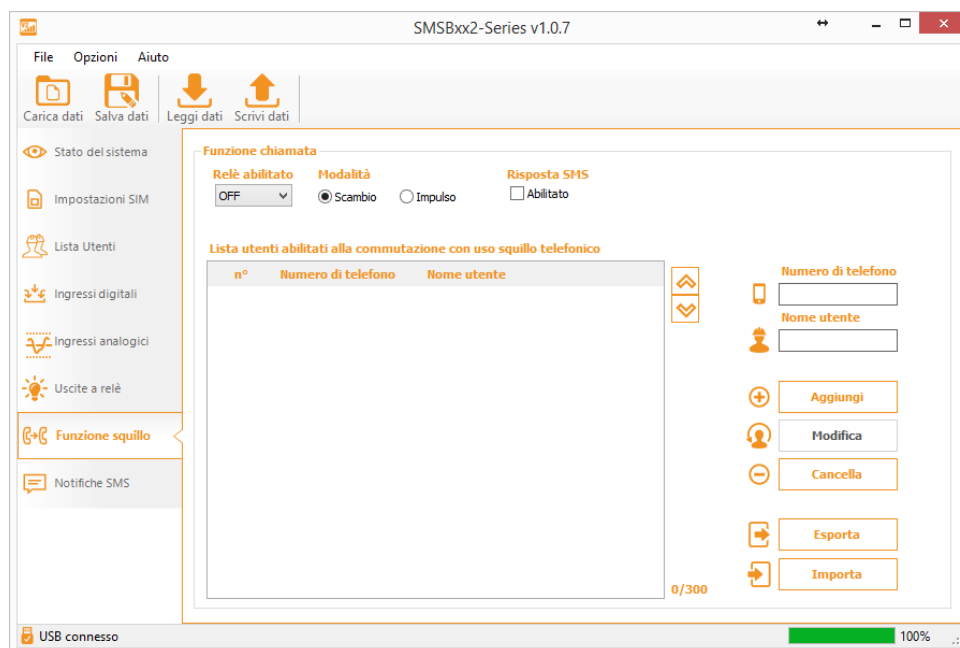 SMSBxx2-Series v1.0.7
File Opzioni Aiuto
Carica dati Salva dati Leggi dati Scrivi dati
Stato del sistema
Impostazioni SIM
Lista Utenti
Ingressi digitali
Ingressi analogici
Uscite a relè
Funzione squillo
Notifiche SMS
Funzione chiamata
Relè abilitato Modalità Risposta SMS
OFF Scambio Impulso Abilitato
Lista utenti abilitati alla commutazione con uso squillo telefonico
n° Numero di telefono Nome utente
0/300
Numero di telefono
Nome utente
Aggiungi
Modifica
Cancella
Esporta
Importa
USB connesso 100%